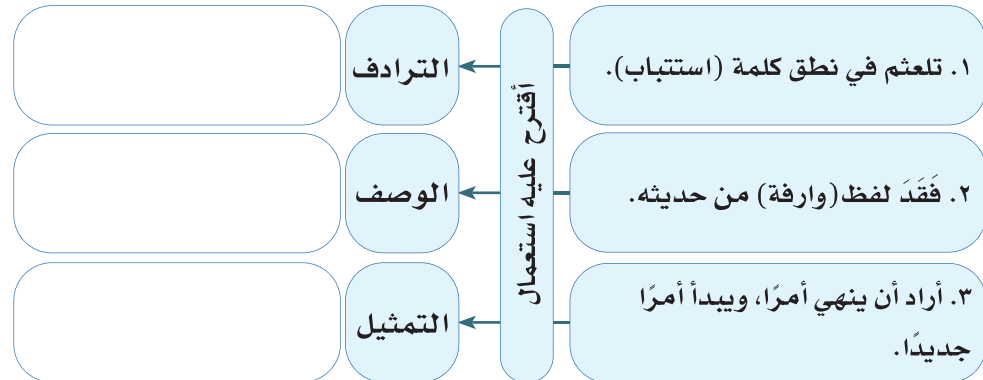 ١. تلعثم في نطق كلمة (استتباب).
أقترح عليه استعمال
الترادف
٢. فَقَدَ لفظ(وارفة) من حديثه.
الوصف
٣. أراد أن ينهي أمرًا، ويبدأ أمرًا
جديدًا.
التمثيل